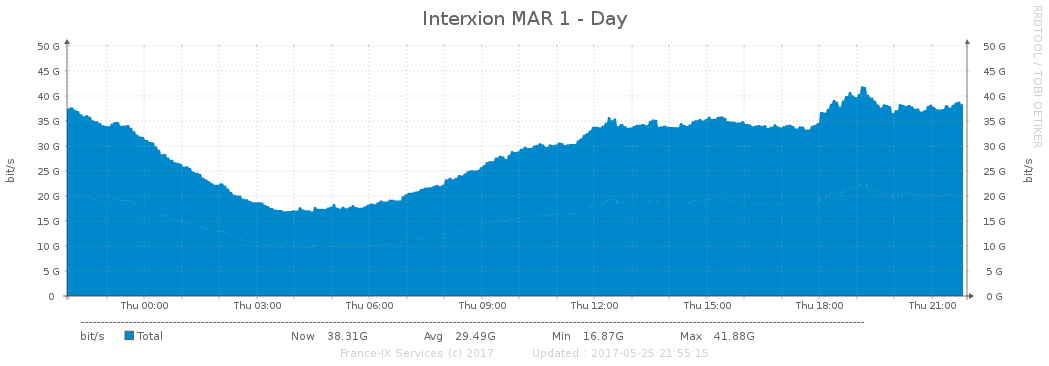 Interxion MAR 1 - Day
RRDTOOL / TOBI OETIKER
50 G 50 G
45 G 45 G
40 G 40 G
35 G 35 G
30 G 30 G
25 G 25 G
20 G 20 G
15 G 15 G
10 G 10 G
5 G 5 G
0 0 G
bit/s
bit/s
Thu 00:00 Thu 03:00 Thu 06:00 Thu 09:00 Thu 12:00 Thu 15:00 Thu 18:00 Thu 21:00
bit/s Total Now 38.31G Avg 29.49G Min 16.87G Max 41.88G
France-IX Services (c) 2017 Updated : 2017-05-25 21:55:15